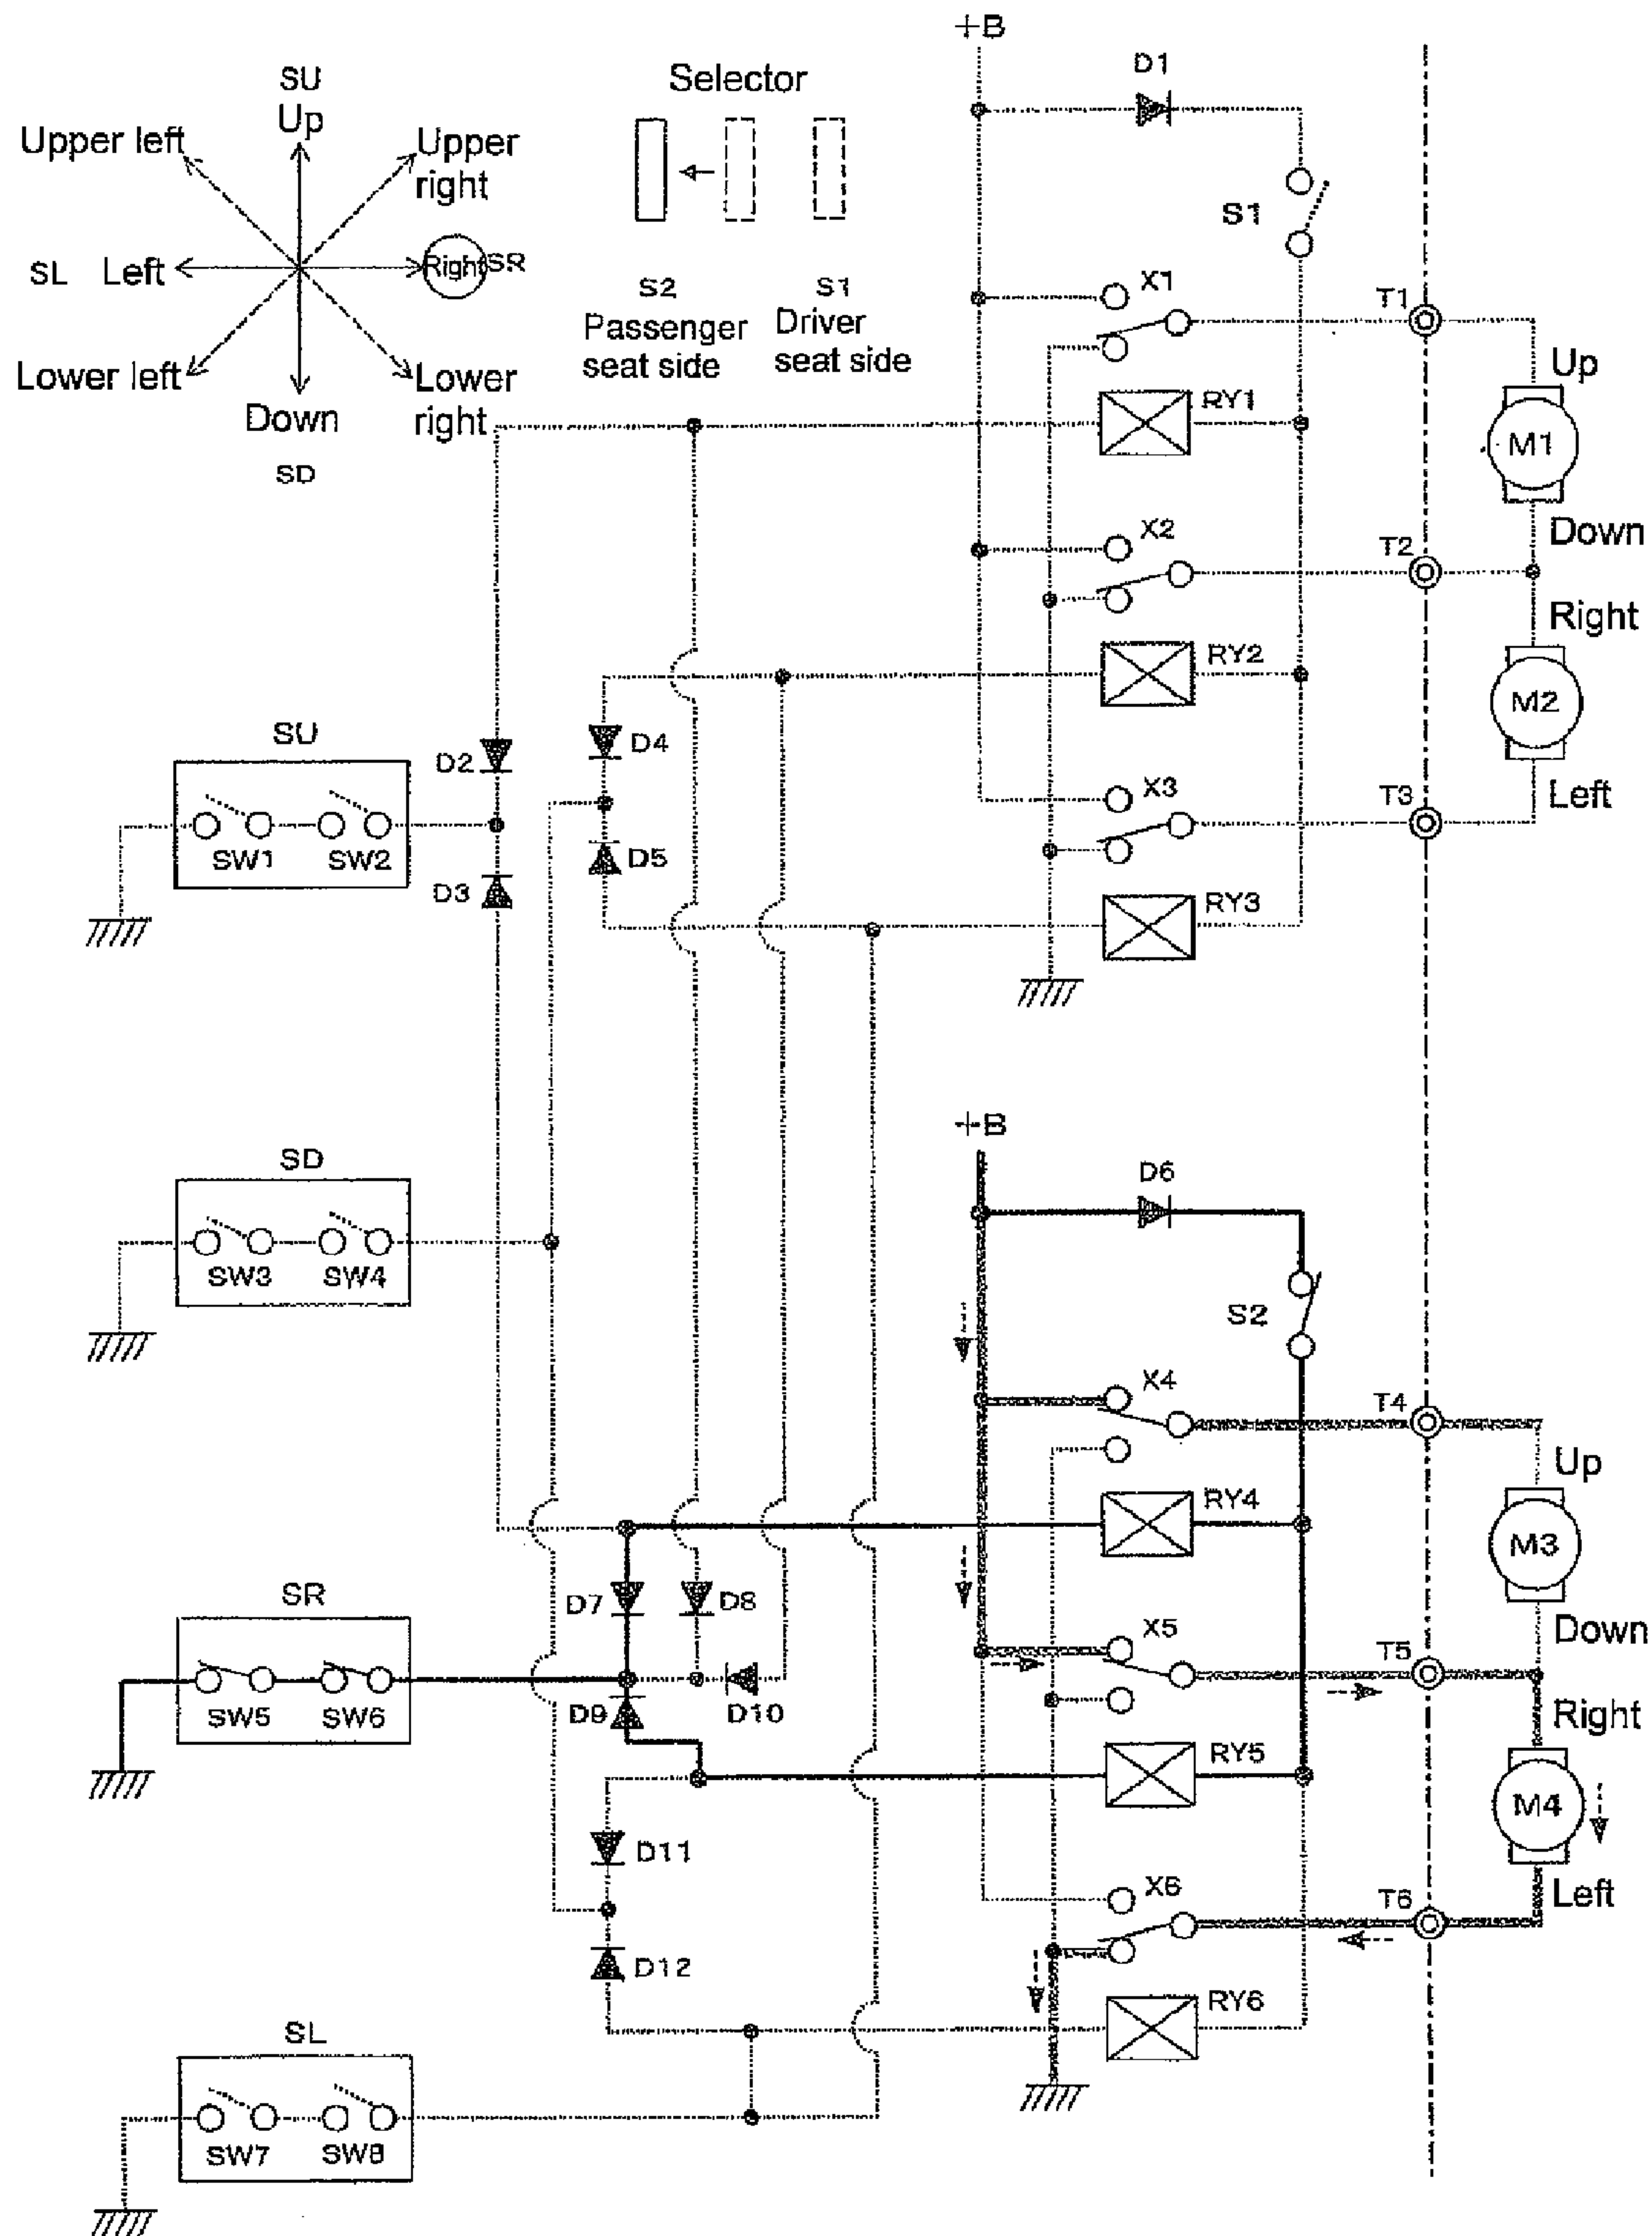 SU
Up
Upper left
Upper
right
SL
Left
Right
SR
Lower left
Lower
right
Down
SD
Selector
S2
Passenger
seat side
S1
Driver
seat side
+B
D1
S1
X1
T1
Up
RY1
M1
X2
T2
Down
Right
RY2
M2
SU
D2
D4
X3
T3
Left
SW1
SW2
D5
D3
RY3
+B
SD
D6
SW3
SW4
S2
X4
T4
Up
RY4
M3
SR
D7
D8
X5
Down
T5
SW5
SW6
D9
D10
Right
RY5
M4
D11
X6
T6
Left
D12
RY6
SL
SW7
SW8